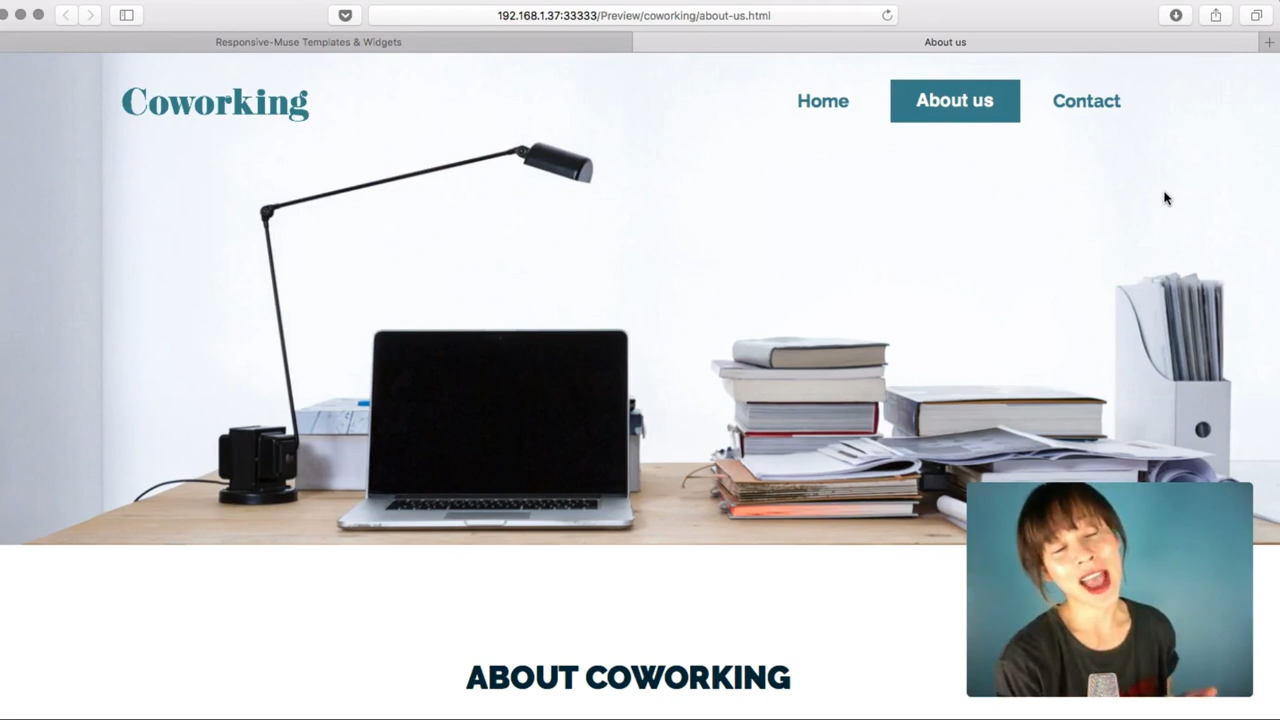 192.168.1.37:33333/Preview/coworking/about-us.html
Responsive-Muse Templates & Widgets
About us
Coworking
Home
About us
Contact
ABOUT COWORKING